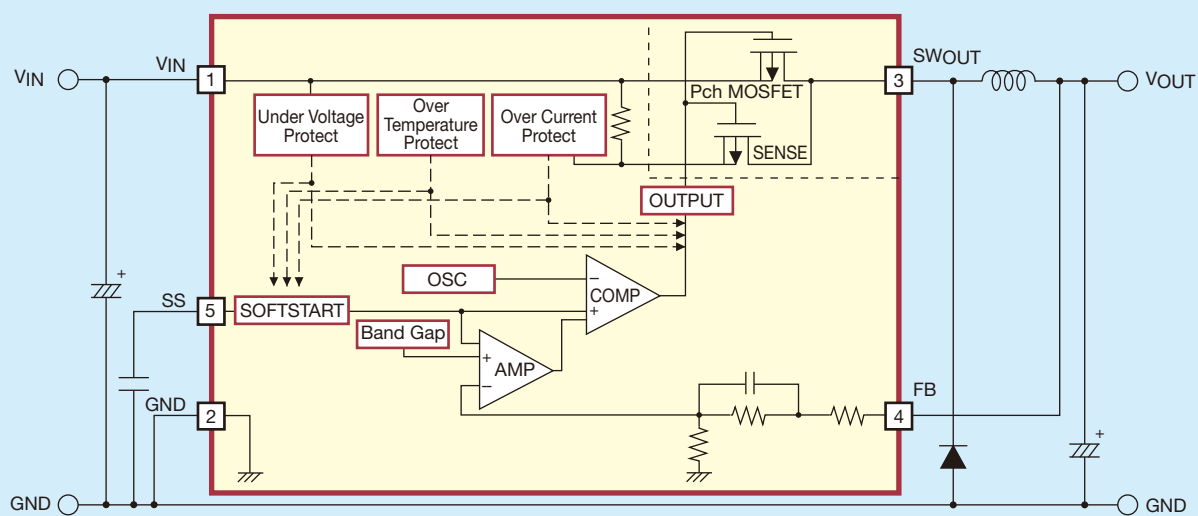 VIN
VIN
1
Under Voltage
Protect
Over
Temperature
Protect
Over Current
Protect
Pch MOSFET
SENSE
SWOUT
3
VOUT
OUTPUT
+
OSC
−
COMP
+
SS
5
SOFTSTART
Band Gap
+
AMP
−
GND
2
FB
4
+
GND
GND